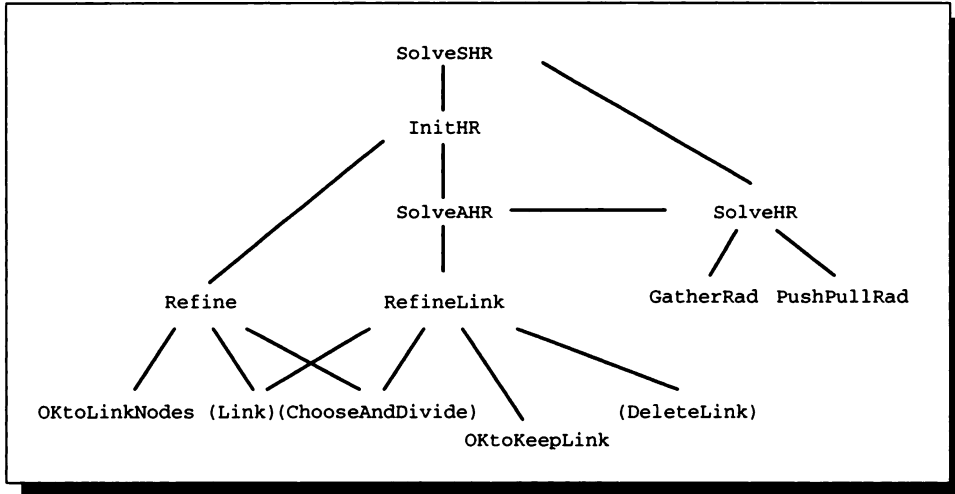 SolveSHR
InitHR
SolveAHR SolveHR
GatherRad PushPullRad
Refine RefineLink
OKtoLinkNodes (Link)(ChooseAndDivide) (DeleteLink)
OKtoKeepLink